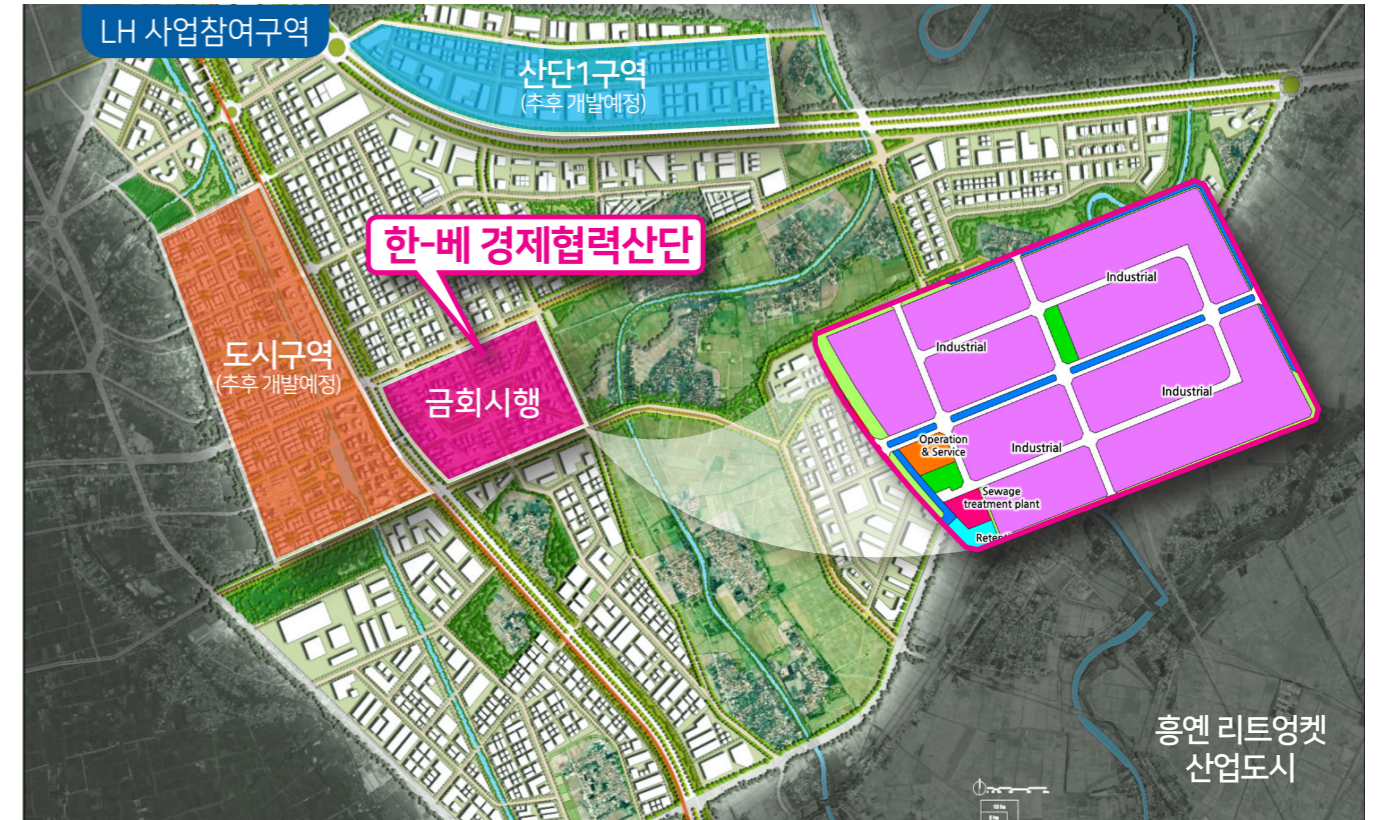 LH 사업참여구역
산단1구역
(추후 개발예정)
한-베 경제협력산단
도시구역
(추후 개발예정)
금회시행
Industrial
Industrial
Industrial
Industrial
Operation
& Service
Sewage
treatment plant
흥옌 리트엉켓
산업도시